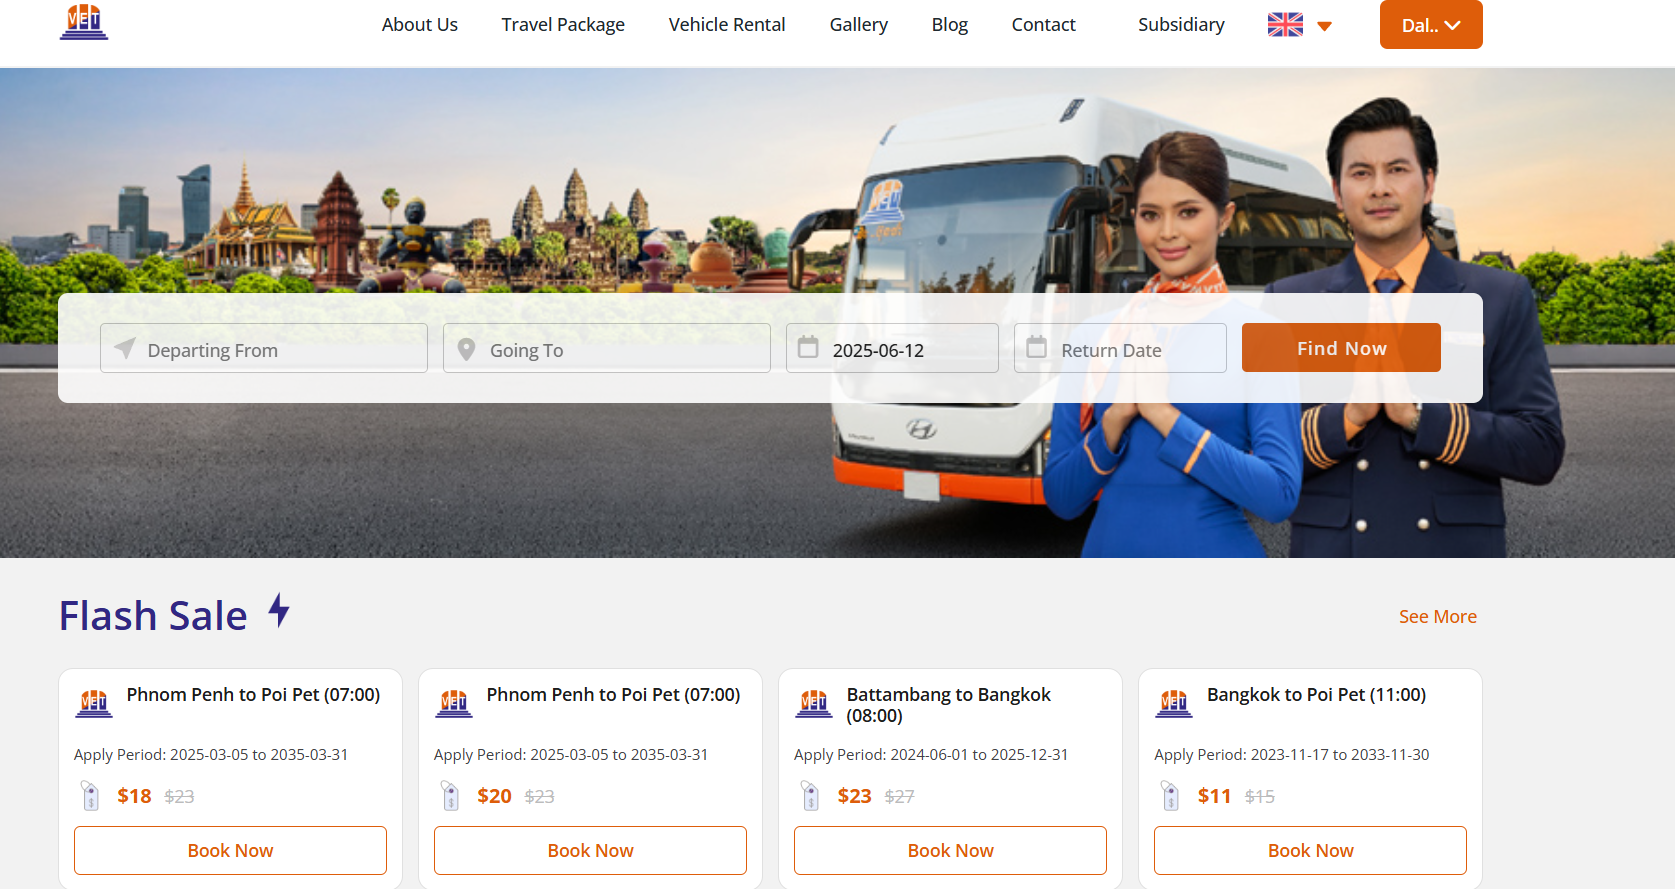 VET
About Us
Travel Package
Vehicle Rental
Gallery
Blog
Contact
Subsidiary
Dal..
Departing From
Going To
2025-06-12
Return Date
Find Now
Flash Sale
See More
VET
Phnom Penh to Poi Pet (07:00)
Apply Period: 2025-03-05 to 2035-03-31
$18 $23
Book Now
VET
Phnom Penh to Poi Pet (07:00)
Apply Period: 2025-03-05 to 2035-03-31
$20 $23
Book Now
VET
Battambang to Bangkok
(08:00)
Apply Period: 2024-06-01 to 2025-12-31
$23 $27
Book Now
VET
Bangkok to Poi Pet (11:00)
Apply Period: 2023-11-17 to 2033-11-30
$11 $15
Book Now